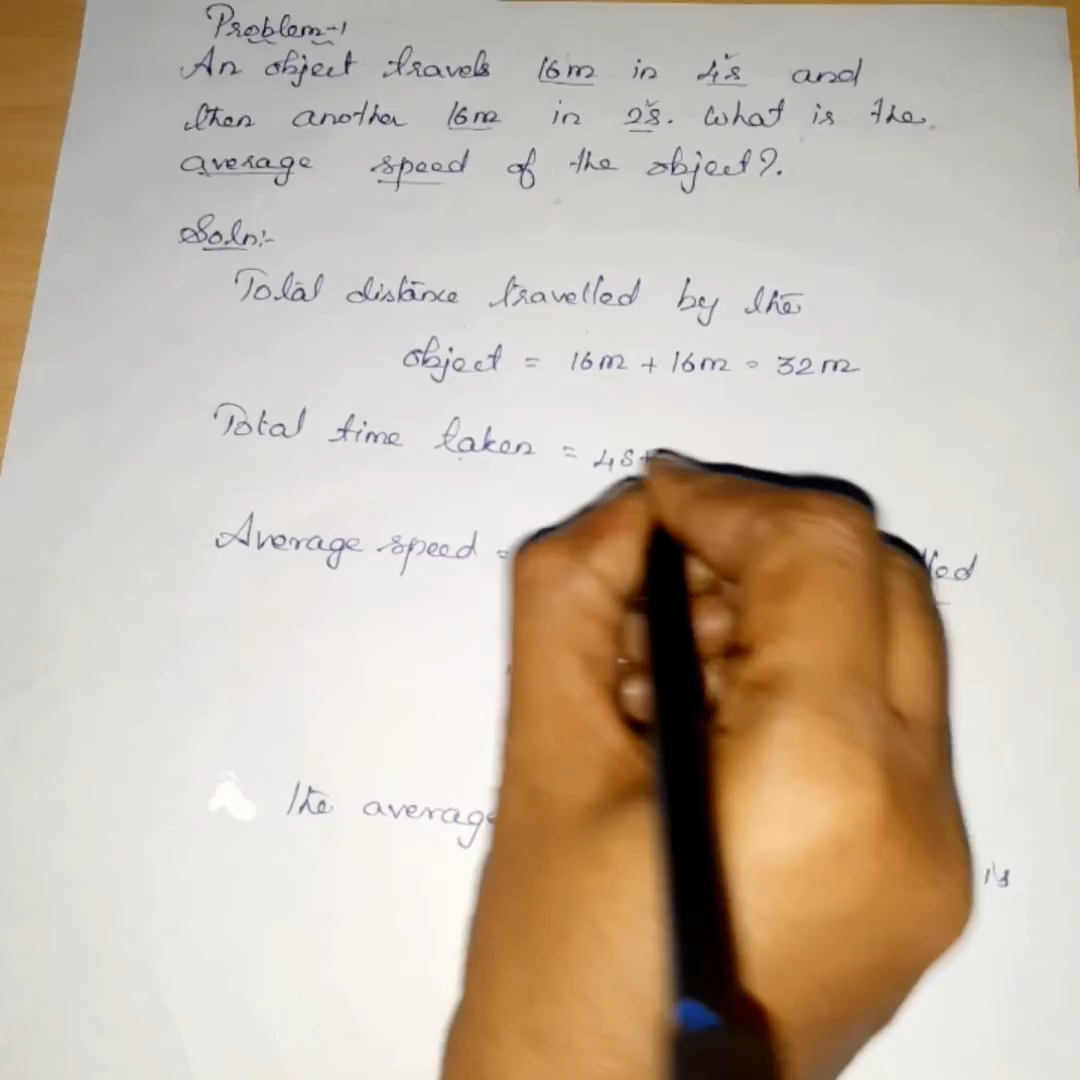 Problem-1
An object travels 16m in 4s and
then another 16m in 2s. What is the
average speed of the object?.
Soln:-
Total distance travelled by the
object = 16m + 16m = 32m
Total time taken = 4s+
Average speed =
the average
is